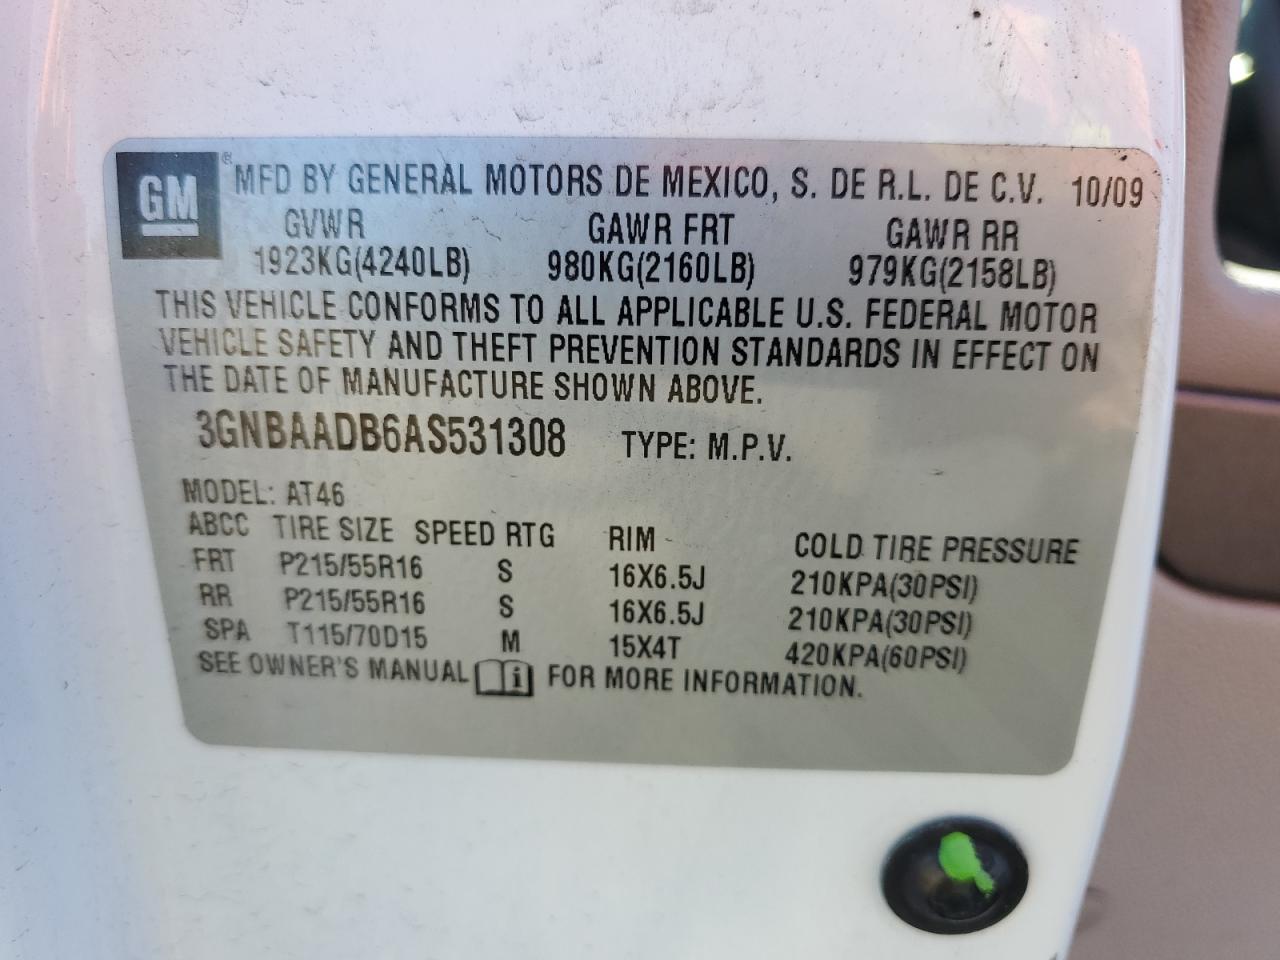 GM ® MFD BY GENERAL MOTORS DE MEXICO, S. DE R.L. DE C.V. 10/09
GVWR GAWR FRT GAWR RR
1923KG(4240LB) 980KG(2160LB) 979KG(2158LB)
THIS VEHICLE CONFORMS TO ALL APPLICABLE U.S. FEDERAL MOTOR
VEHICLE SAFETY AND THEFT PREVENTION STANDARDS IN EFFECT ON
THE DATE OF MANUFACTURE SHOWN ABOVE.
3GNBAADB6AS531308 TYPE: M.P.V.
MODEL: AT46
ABCC TIRE SIZE SPEED RTG RIM COLD TIRE PRESSURE
FRT P215/55R16 S 16X6.5J 210KPA(30PSI)
RR P215/55R16 S 16X6.5J 210KPA(30PSI)
SPA T115/70D15 M 15X4T 420KPA(60PSI)
SEE OWNER'S MANUAL i FOR MORE INFORMATION.